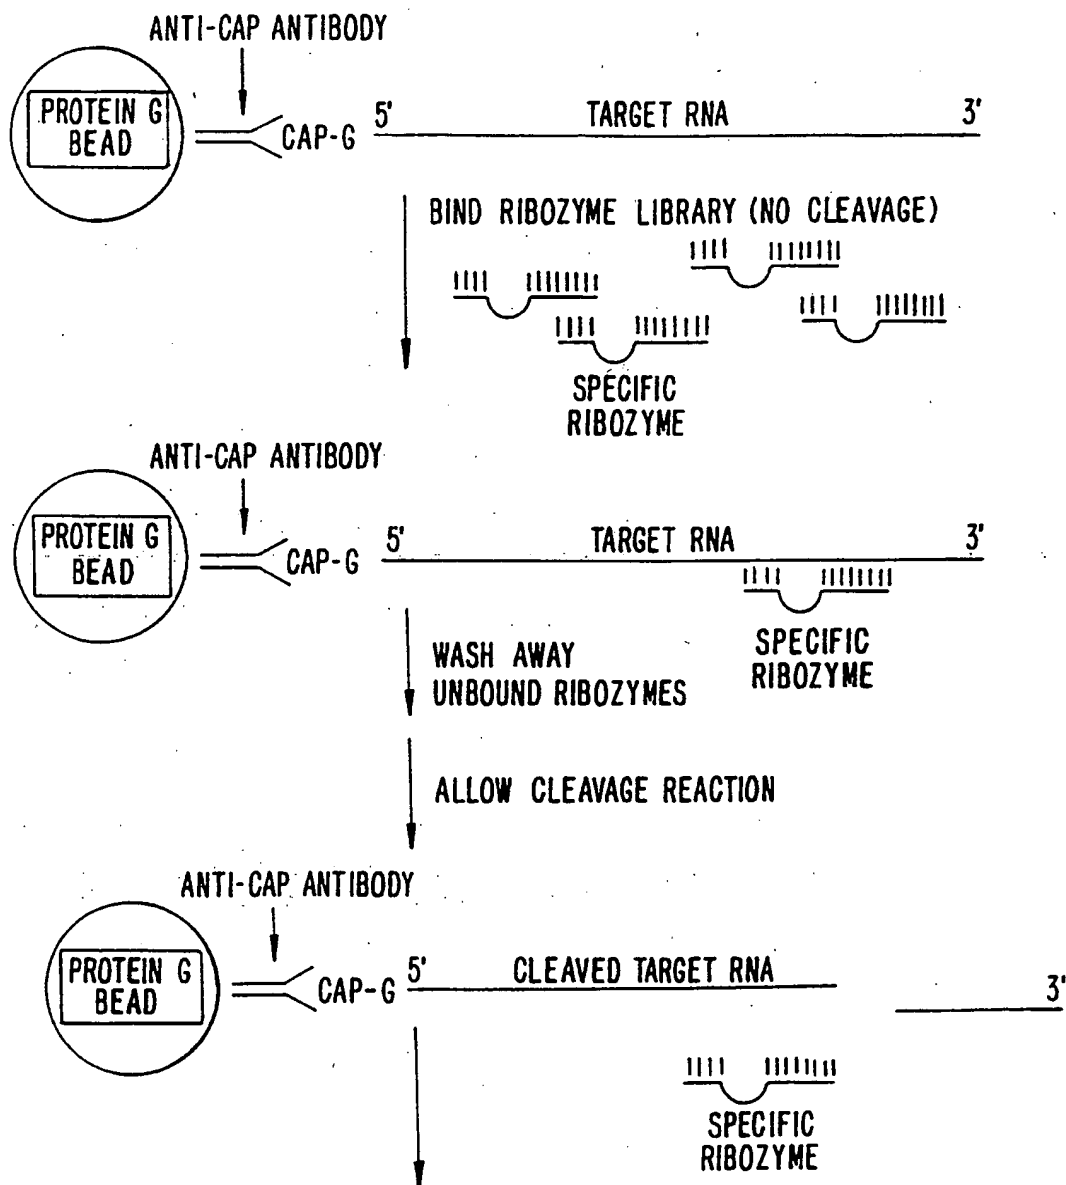 ANTI-CAP ANTIBODY
PROTEIN G
BEAD
CAP-G
5'
TARGET RNA
3'
BIND RIBOZYME LIBRARY (NO CLEAVAGE)
SPECIFIC
RIBOZYME
ANTI-CAP ANTIBODY
PROTEIN G
BEAD
CAP-G
5'
TARGET RNA
3'
SPECIFIC
RIBOZYME
WASH AWAY
UNBOUND RIBOZYMES
ALLOW CLEAVAGE REACTION
ANTI-CAP ANTIBODY
PROTEIN G
BEAD
CAP-G
5'
CLEAVED TARGET RNA
3'
SPECIFIC
RIBOZYME